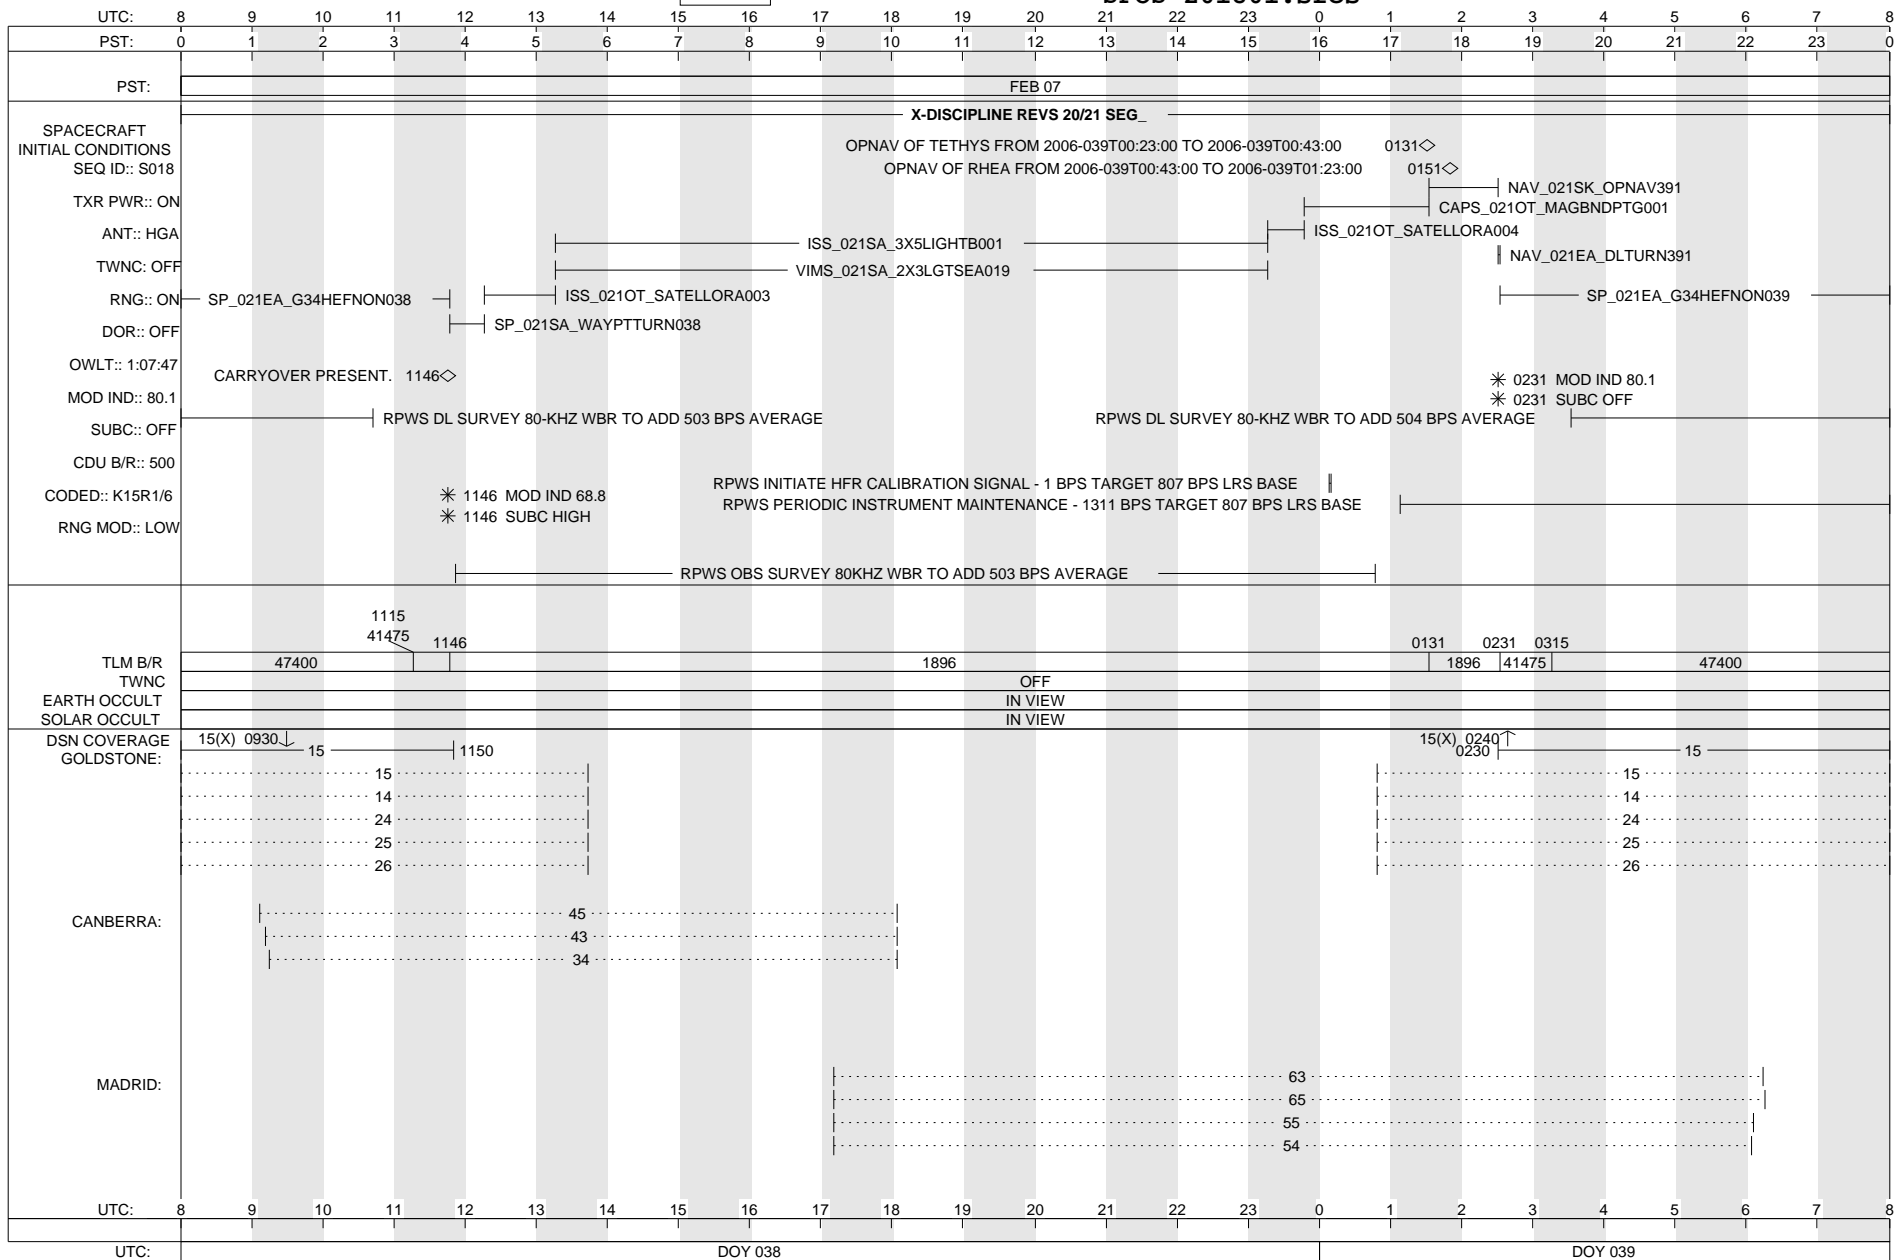 UTC: 8 9 10 11 12 13 14 15 16 17 18 19 20 21 22 23 0 1 2 3 4 5 6 7 8
PST: 0 1 2 3 4 5 6 7 8 9 10 11 12 13 14 15 16 17 18 19 20 21 22 23 0
PST: FEB 07
X-DISCIPLINE REVS 20/21 SEG_
SPACECRAFT
INITIAL CONDITIONS
OPNAV OF TETHYS FROM 2006-039T00:23:00 TO 2006-039T00:43:00 0131
SEQ ID:: S018
OPNAV OF RHEA FROM 2006-039T00:43:00 TO 2006-039T01:23:00 0151
NAV_021SK_OPNAV391
TXR PWR:: ON
CAPS_021OT_MAGBNDPTG001
ANT:: HGA
ISS_021OT_SATELLORA004
ISS_021SA_3X5LIGHTB001
NAV_021EA_DLTURN391
TWNC: OFF
VIMS_021SA_2X3LGTSEA019
RNG:: ON
SP_021EA_G34HEFNON038
ISS_021OT_SATELLORA003
SP_021EA_G34HEFNON039
DOR:: OFF
SP_021SA_WAYPTTURN038
OWLT:: 1:07:47
CARRYOVER PRESENT. 1146
0231 MOD IND 80.1
MOD IND:: 80.1
0231 SUBC OFF
RPWS DL SURVEY 80-KHZ WBR TO ADD 503 BPS AVERAGE
RPWS DL SURVEY 80-KHZ WBR TO ADD 504 BPS AVERAGE
SUBC:: OFF
CDU B/R:: 500
RPWS INITIATE HFR CALIBRATION SIGNAL - 1 BPS TARGET 807 BPS LRS BASE
CODED:: K15R1/6
1146 MOD IND 68.8
RPWS PERIODIC INSTRUMENT MAINTENANCE - 1311 BPS TARGET 807 BPS LRS BASE
1146 SUBC HIGH
RNG MOD:: LOW
RPWS OBS SURVEY 80KHZ WBR TO ADD 503 BPS AVERAGE
1115
41475 1146 0131 0231 0315
TLM B/R 47400 1896 1896 41475 47400
TWNC OFF
EARTH OCCULT IN VIEW
SOLAR OCCULT IN VIEW
DSN COVERAGE 15(X) 0930 15(X) 0240
GOLDSTONE: 15 1150 0230 15
15 15
14 14
24 24
25 25
26 26
CANBERRA: 45
43
34
MADRID: 63
65
55
54
UTC: 8 9 10 11 12 13 14 15 16 17 18 19 20 21 22 23 0 1 2 3 4 5 6 7 8
UTC: DOY 038 DOY 039